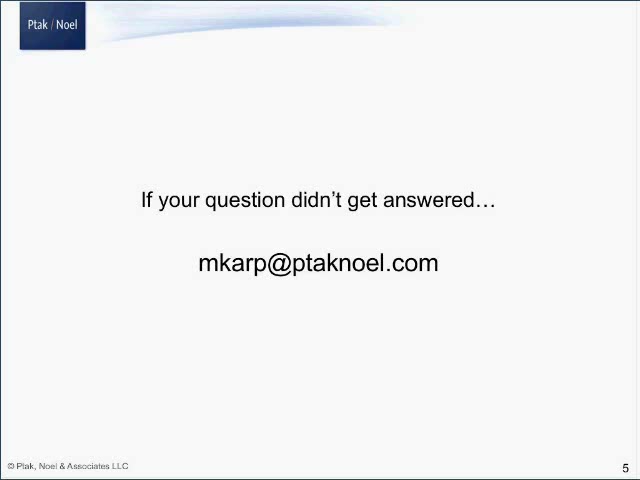 Ptak / Noel
If your question didn’t get answered…
mkarp@ptaknoel.com
© Ptak, Noel & Associates LLC
5